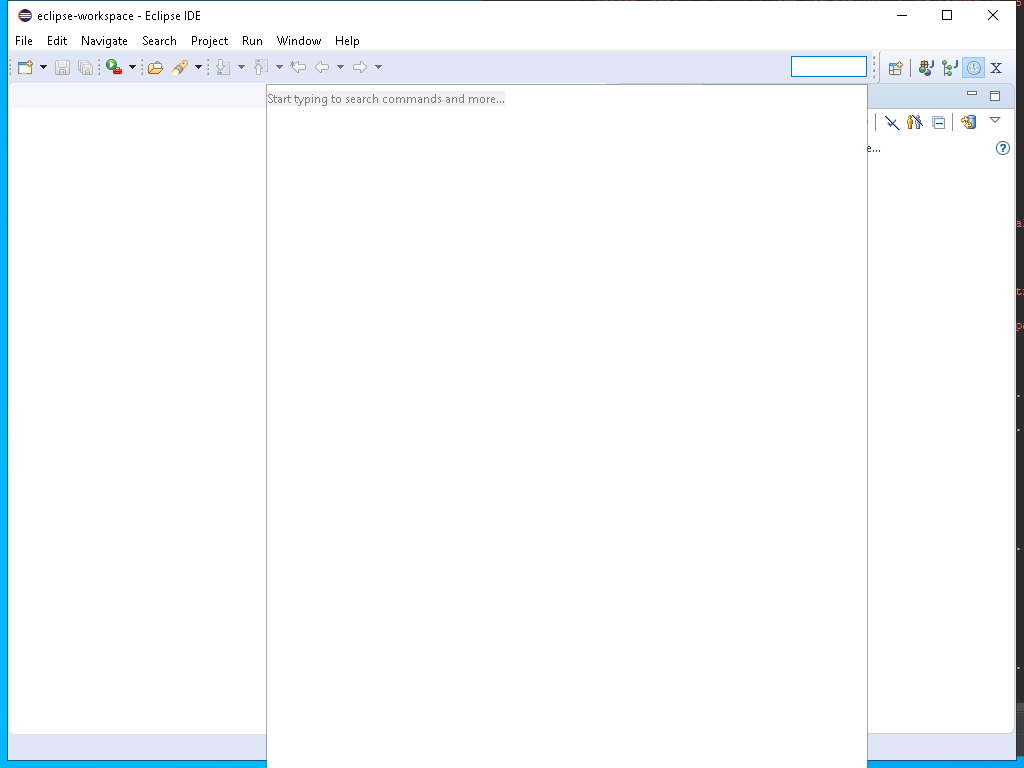 eclipse-workspace - Eclipse IDE
File Edit Navigate Search Project Run Window Help
X
Start typing to search commands and more...
e...
?